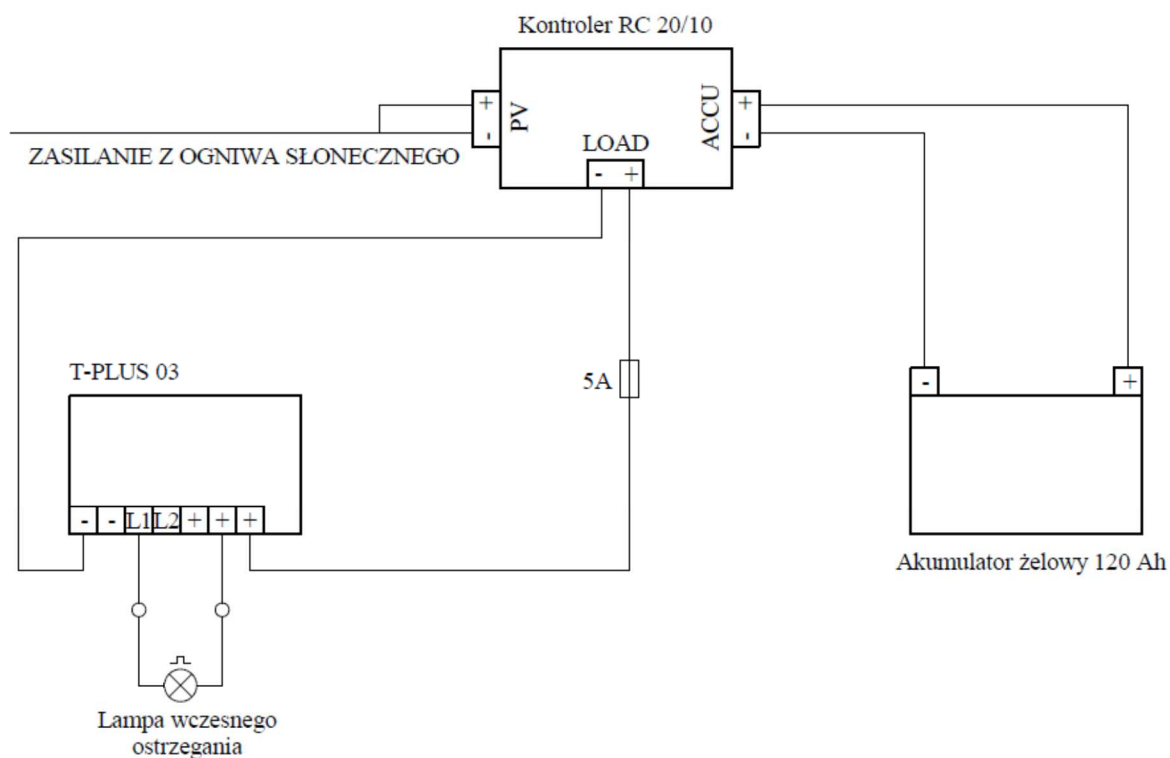 Kontroler RC 20/10
+
-
PV
ACCU
+
-
ZASILANIE Z OGNIWA SŁONECZNEGO
LOAD
- +
T-PLUS 03
5A
- +
- - L1 L2 + + +
Akumulator żelowy 120 Ah
Lampa wczesnego
ostrzegania